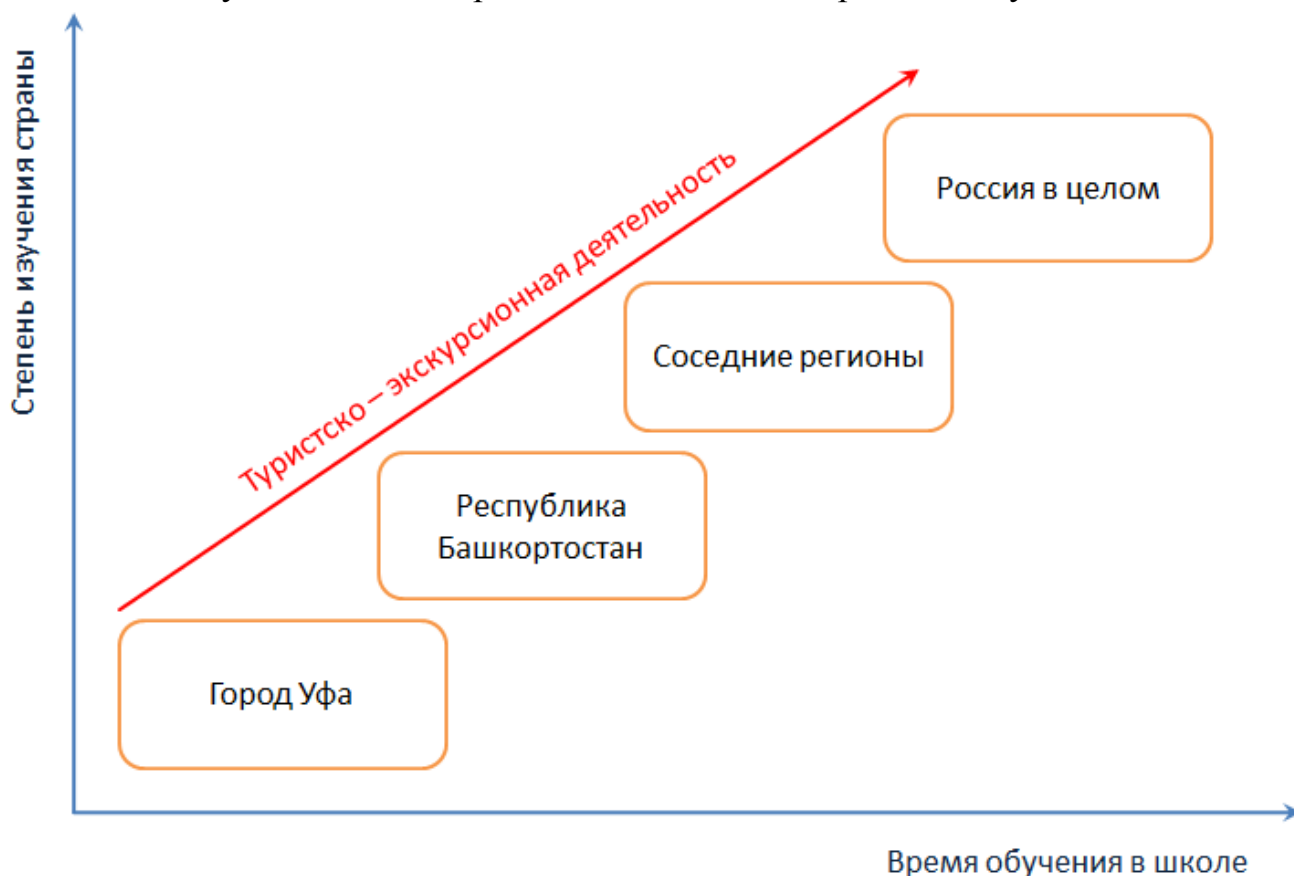 Степень изучения страны
Туристско – экскурсионная деятельность
Россия в целом
Соседние регионы
Республика
Башкортостан
Город Уфа
Время обучения в школе